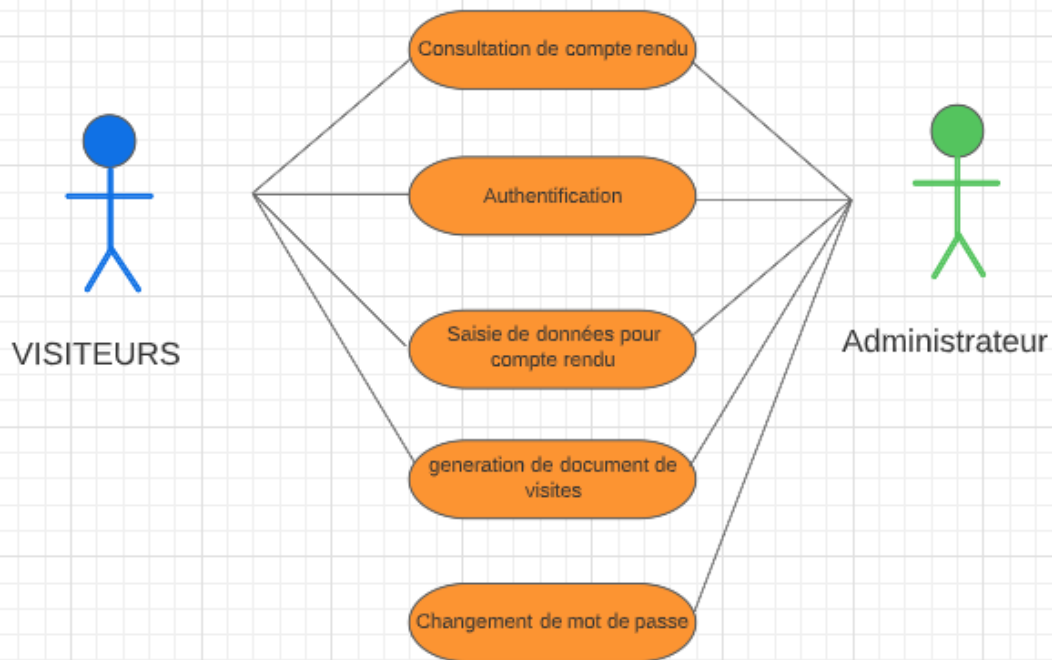 Consultation de compte rendu
Authentification
Saisie de données pour
compte rendu
VISITEURS
Administrateur
generation de document de
visites
Changement de mot de passe